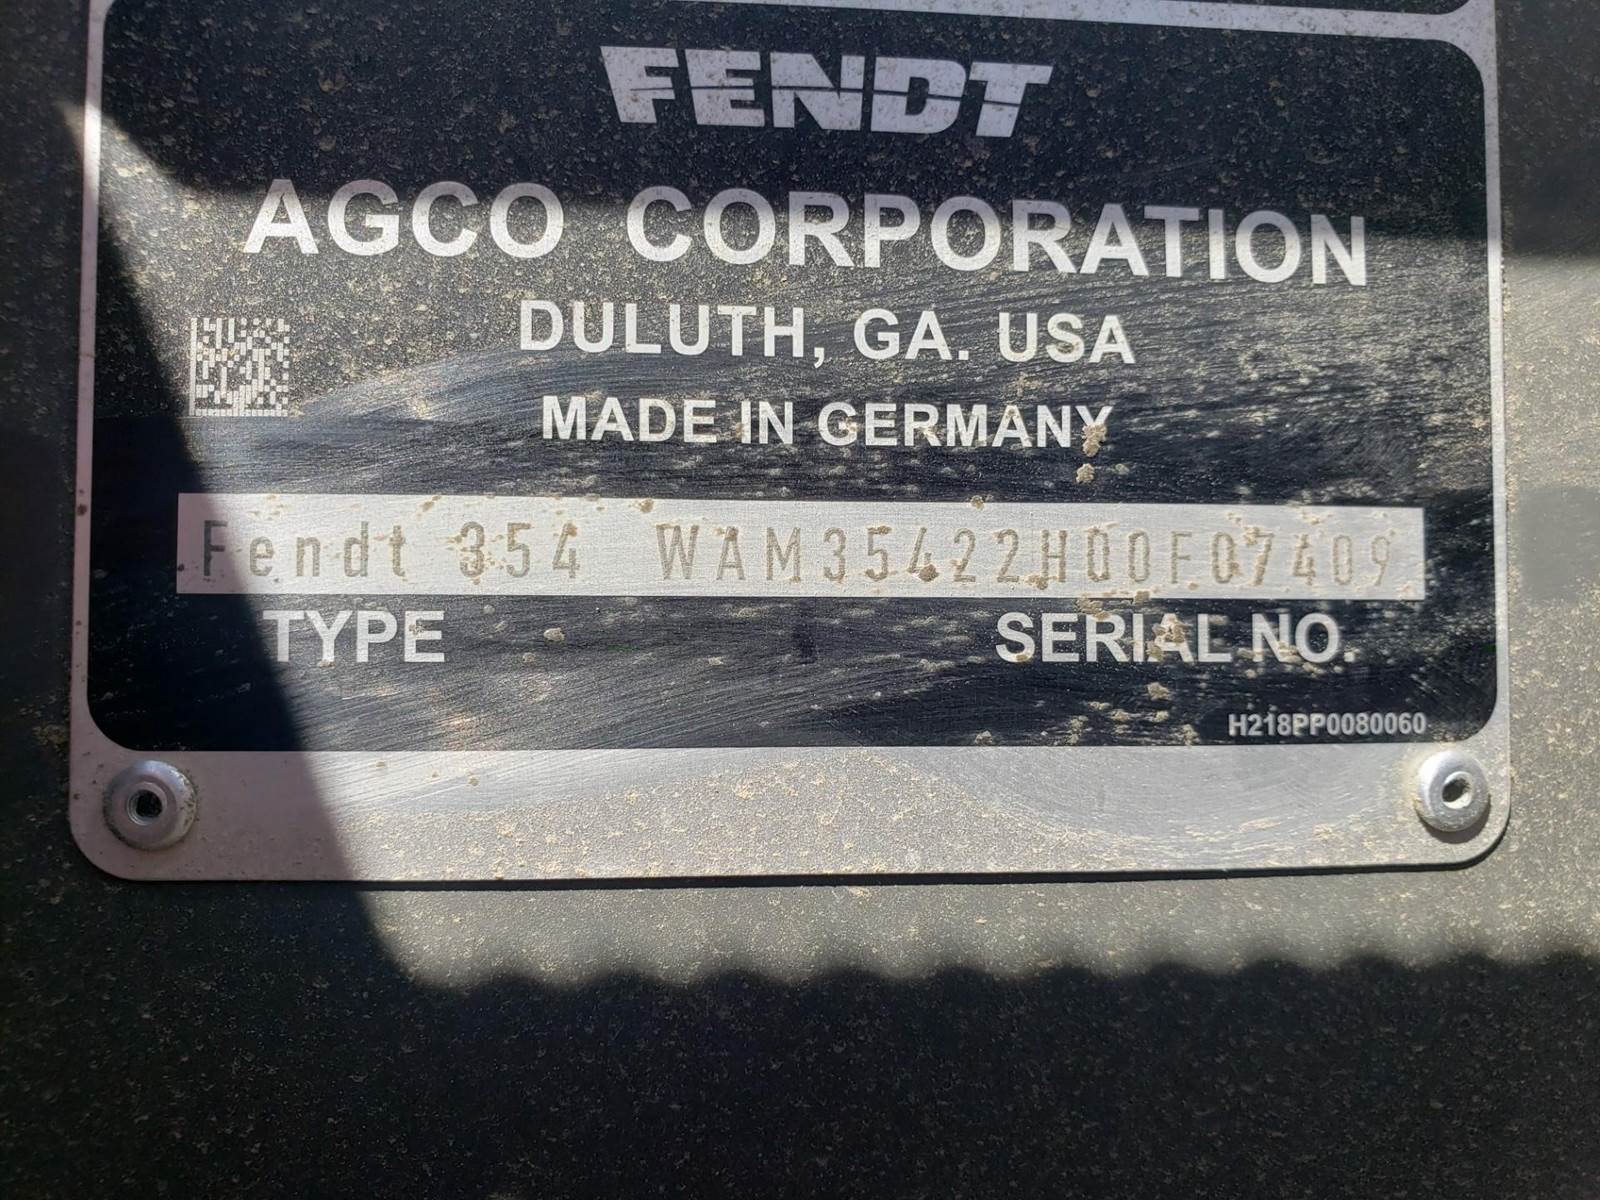 FENDT
AGCO CORPORATION
DULUTH, GA. USA
MADE IN GERMANY
Fendt 354 WAM35422H00F07409
TYPE SERIAL NO.
H218PP0080060